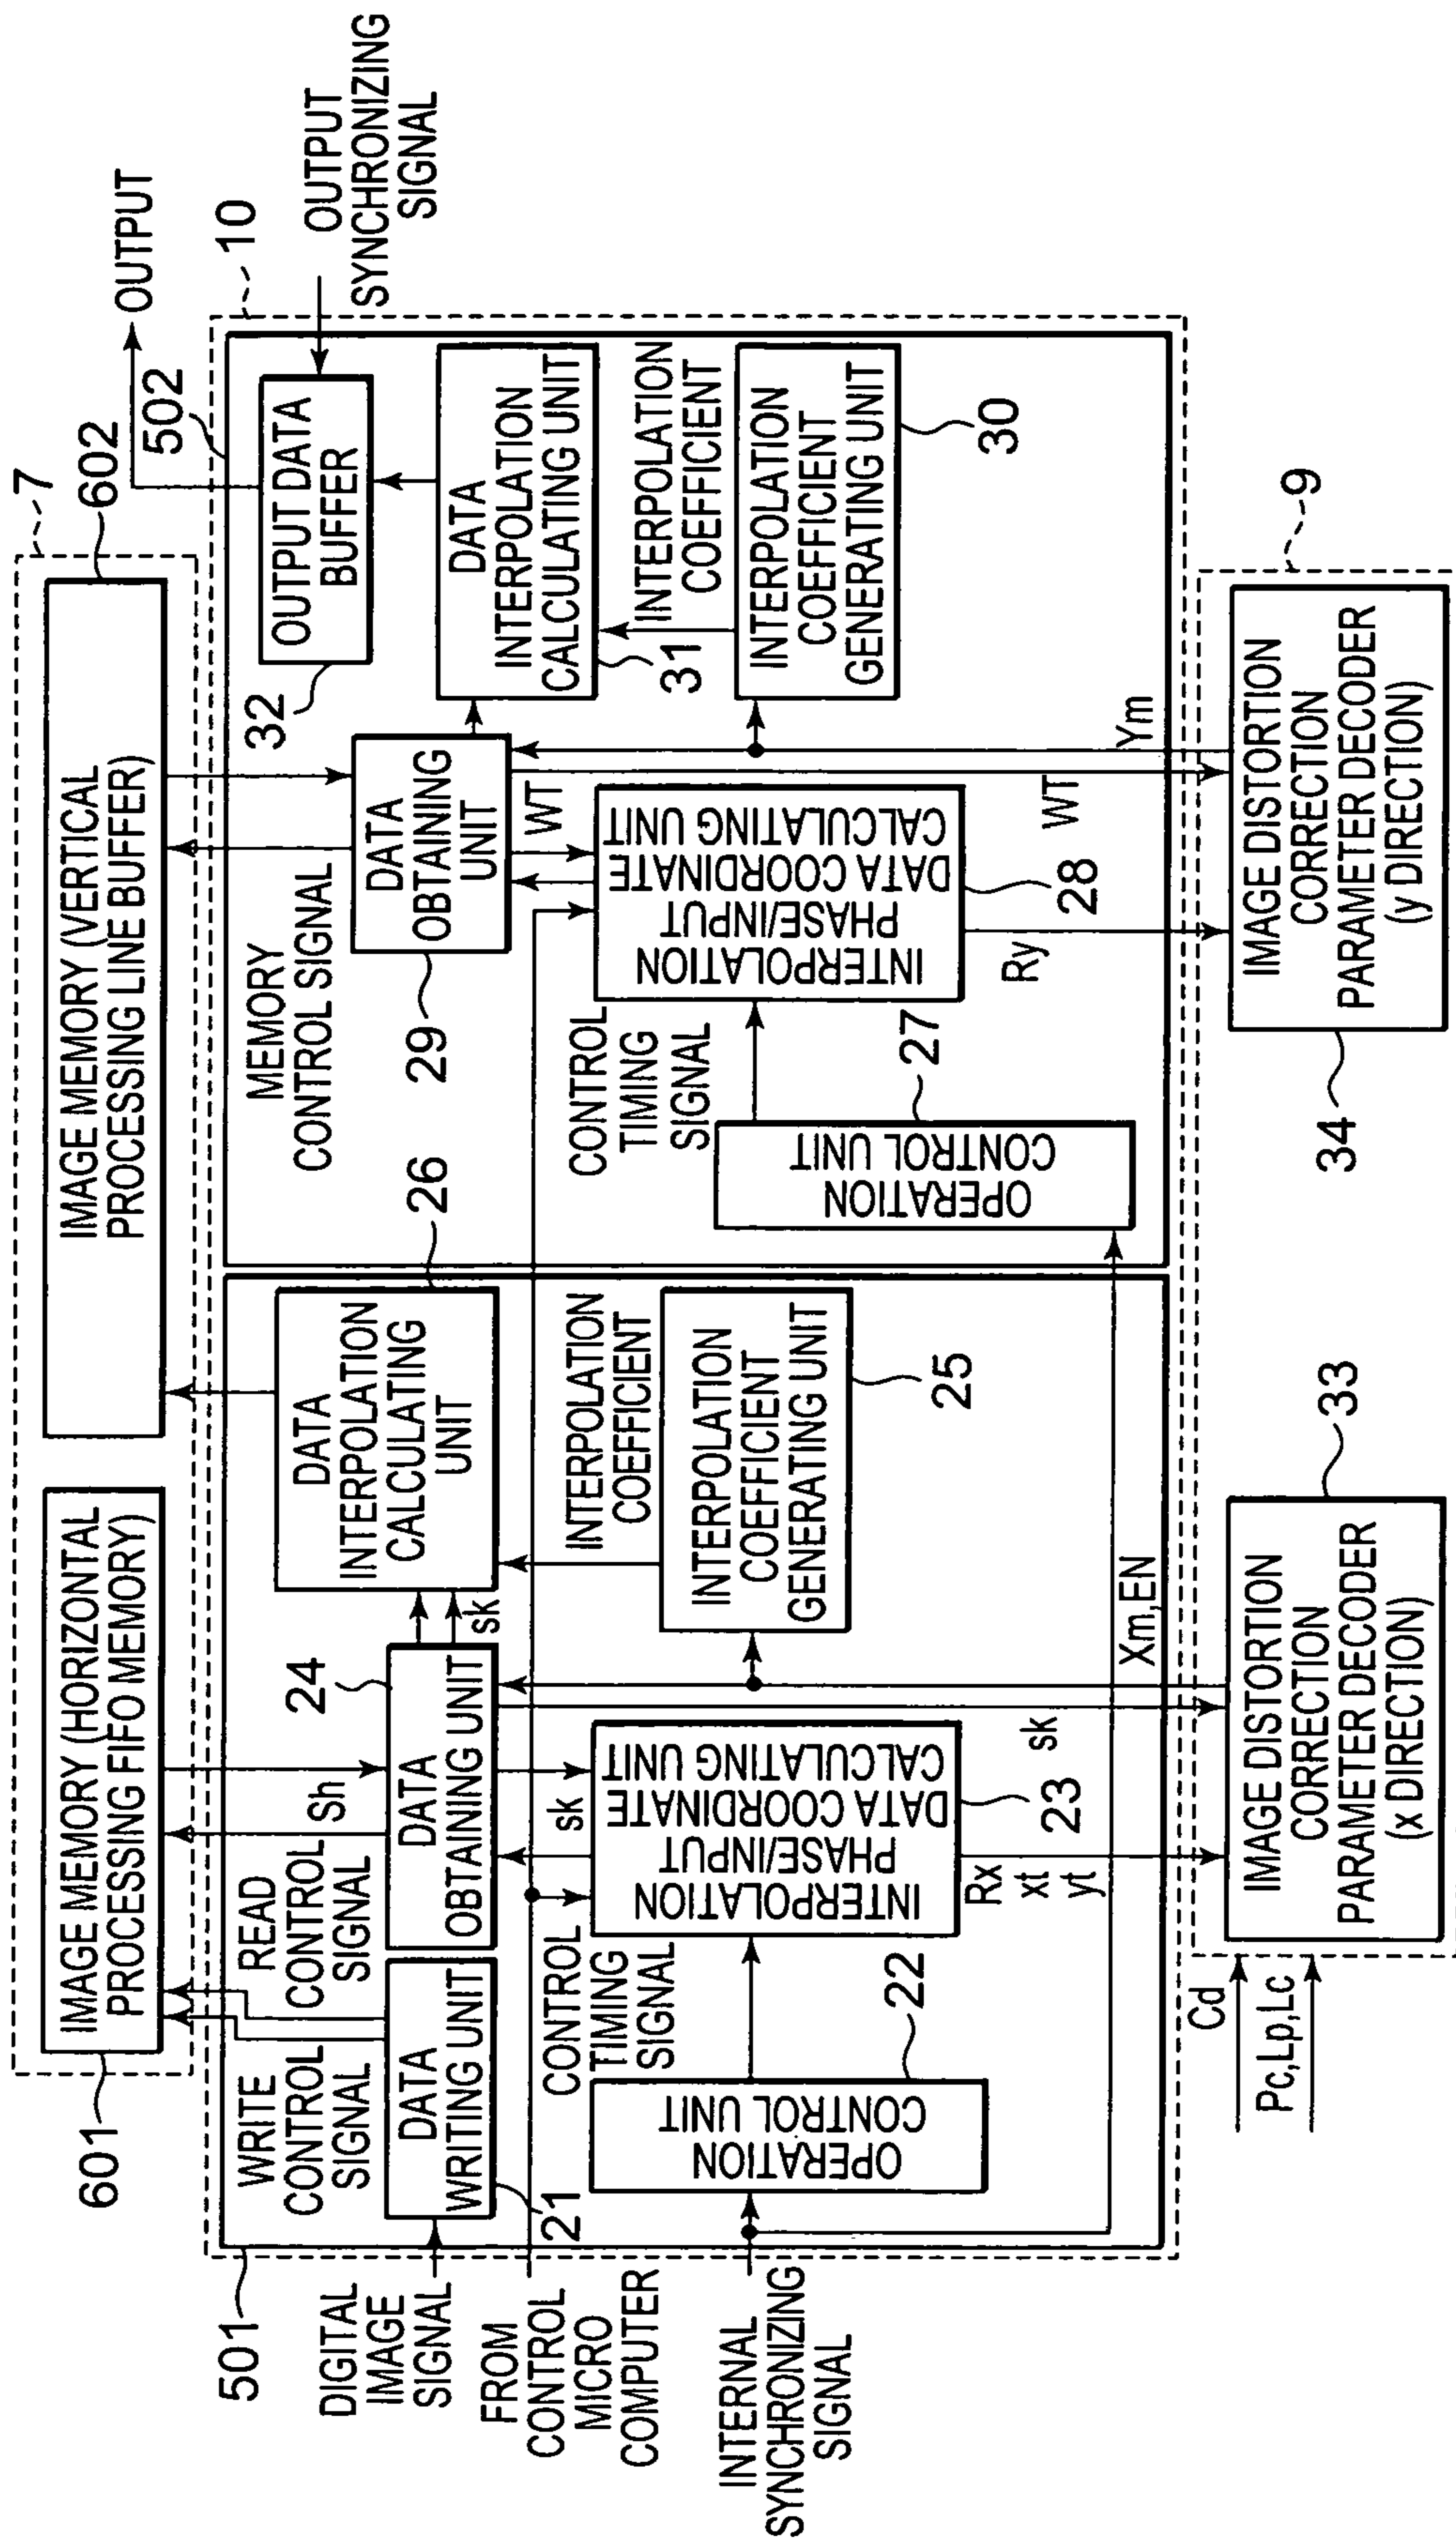 7
IMAGE MEMORY (HORIZONTAL
PROCESSING FIFO MEMORY)
601
IMAGE MEMORY (VERTICAL
PROCESSING LINE BUFFER)
602
502
OUTPUT
10
501
WRITE
CONTROL
SIGNAL
READ
CONTROL
SIGNAL
Sh
DIGITAL
IMAGE
SIGNAL
DATA
WRITING UNIT
21
DATA
OBTAINING UNIT
24
sk
DATA
INTERPOLATION
CALCULATING
UNIT
26
FROM
CONTROL
MICRO
COMPUTER
CONTROL
TIMING
SIGNAL
sk
INTERPOLATION
COEFFICIENT
INTERNAL
SYNCHRONIZING
SIGNAL
OPERATION
CONTROL UNIT
22
INTERPOLATION
PHASE/INPUT
DATA COORDINATE
CALCULATING UNIT
23
Rx
xt
yt
sk
INTERPOLATION
COEFFICIENT
GENERATING UNIT
25
Xm,EN
MEMORY
CONTROL SIGNAL
DATA
OBTAINING
UNIT
29
WT
OUTPUT DATA
BUFFER
32
OUTPUT
SYNCHRONIZING
SIGNAL
DATA
INTERPOLATION
CALCULATING UNIT
31
INTERPOLATION
COEFFICIENT
INTERPOLATION
COEFFICIENT
GENERATING UNIT
30
CONTROL
TIMING
SIGNAL
OPERATION
CONTROL UNIT
27
INTERPOLATION
PHASE/INPUT
DATA COORDINATE
CALCULATING UNIT
28
Ry
WT
Ym
9
Cd
Pc,Lp,Lc
IMAGE DISTORTION
CORRECTION
PARAMETER DECODER
(x DIRECTION)
33
IMAGE DISTORTION
CORRECTION
PARAMETER DECODER
(y DIRECTION)
34